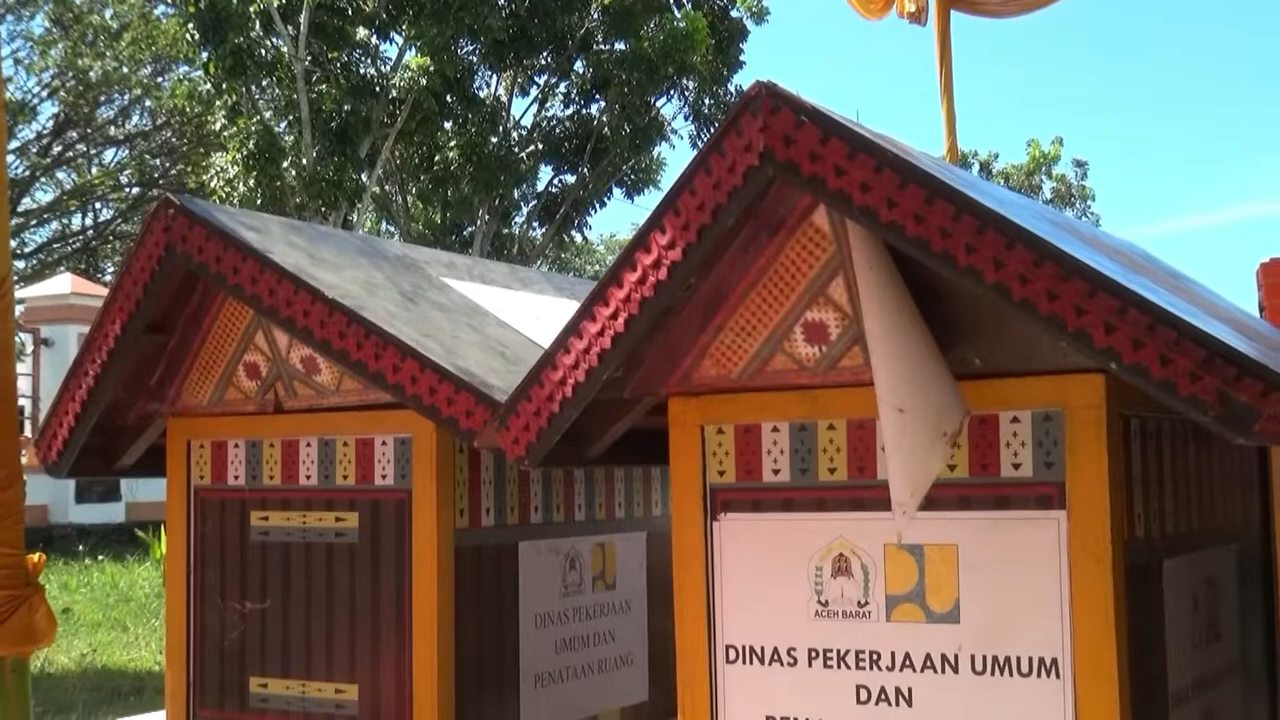 DINAS PEKERJAAN
UMUM DAN
PENATAAN RUANG
ACEH BARAT
DINAS PEKERJAAN UMUM
DAN